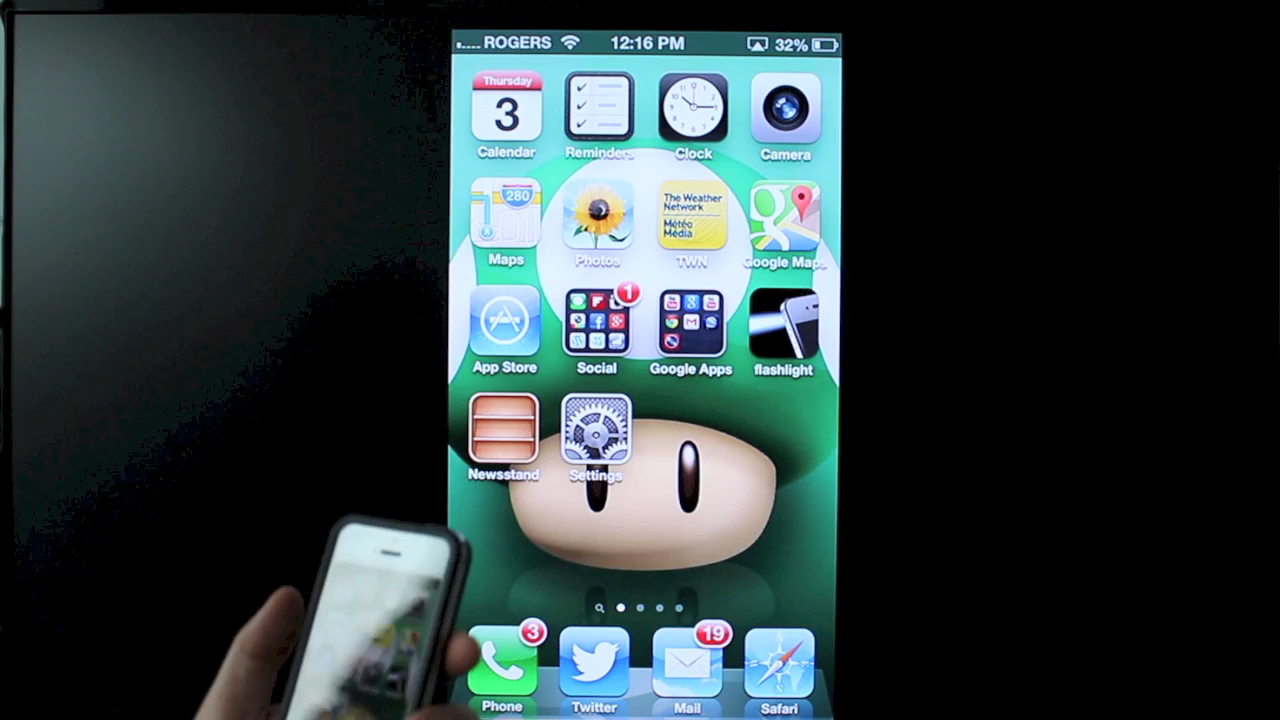 ROGERS 12:16 PM 32%
Thursday
3
Calendar Reminders Clock Camera
280
The Weather
Network
Météo
Média
Maps Photos TWN Google Maps
1
App Store Social Google Apps flashlight
Newsstand Settings
3 19
Phone Twitter Mail Safari